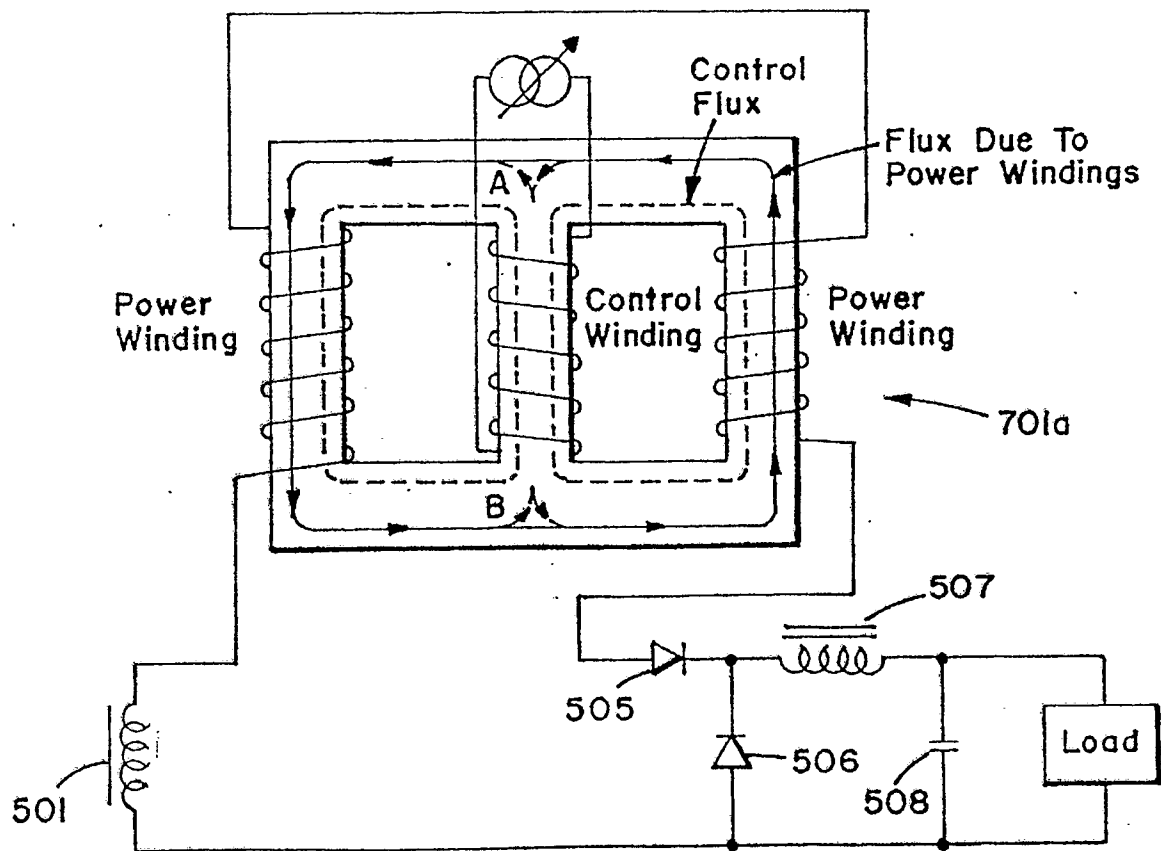 Control
Flux
Flux Due To
Power Windings
A
Power
Winding
Control
Winding
Power
Winding
701a
B
507
505
506
508
Load
501